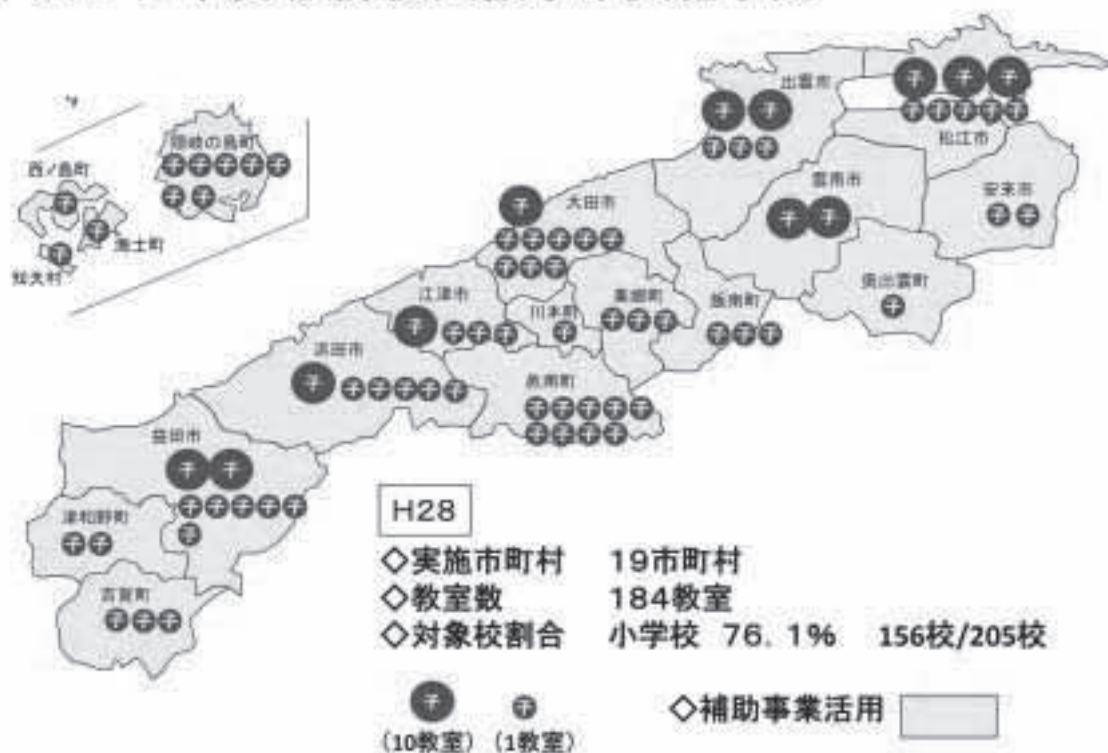 出雲市
松江市
隠岐の島町
西ノ島町
雲南市
安来市
大田市
海士町
知夫村
奥出雲町
江津市
美郷町
飯南町
川本町
浜田市
邑南町
益田市
津和野町
吉賀町
H28
◇実施市町村 19市町村
◇教室数 184教室
◇対象校割合 小学校 76.1% 156校/205校
子 子
(10教室) (1教室)
◇補助事業活用